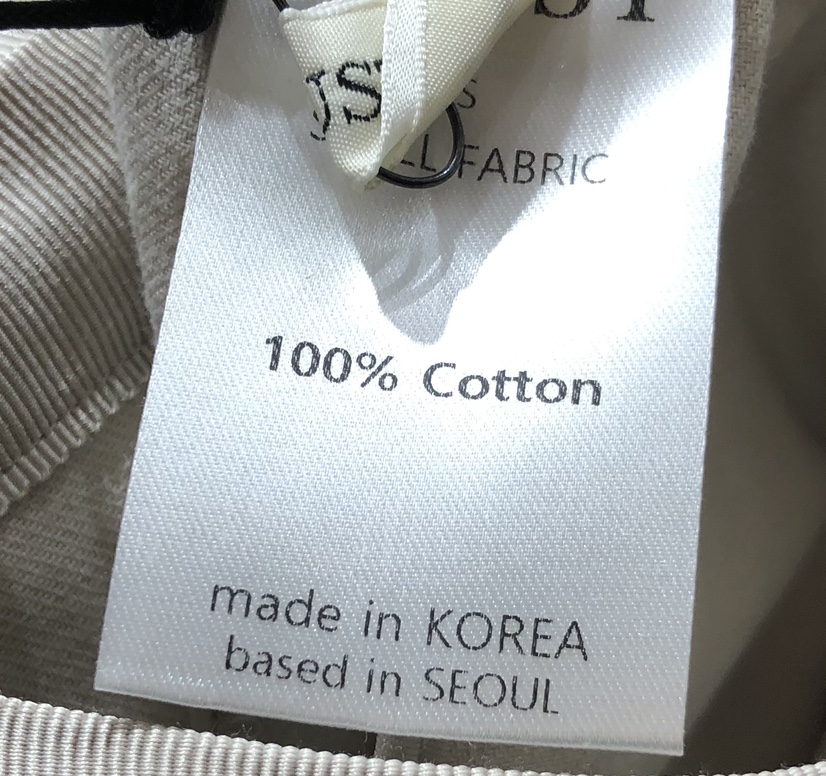 FABRIC
100% Cotton
made in KOREA
based in SEOUL